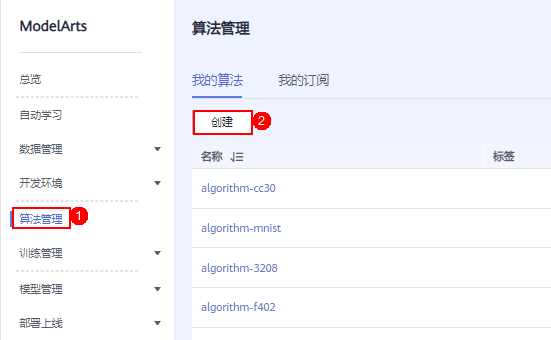 ModelArts
总览
自动学习
数据管理
开发环境
算法管理 1
训练管理
模型管理
部署上线
算法管理
我的算法 我的订阅
创建 2
名称 标签
algorithm-cc30
algorithm-mnist
algorithm-3208
algorithm-f402